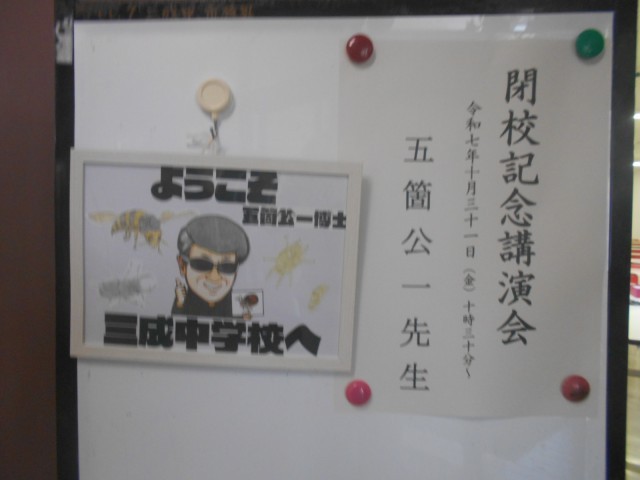 閉校記念講演会
令和七年十月三十一日（金）十時三十分～
五箇公一先生
ようこそ
五箇公一博士
三成中学校へ